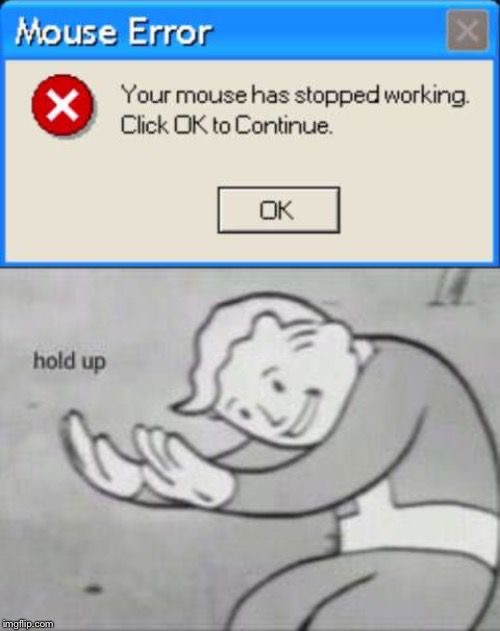 Mouse Error
Your mouse has stopped working.
Click OK to Continue.
OK
hold up
imgflip.com